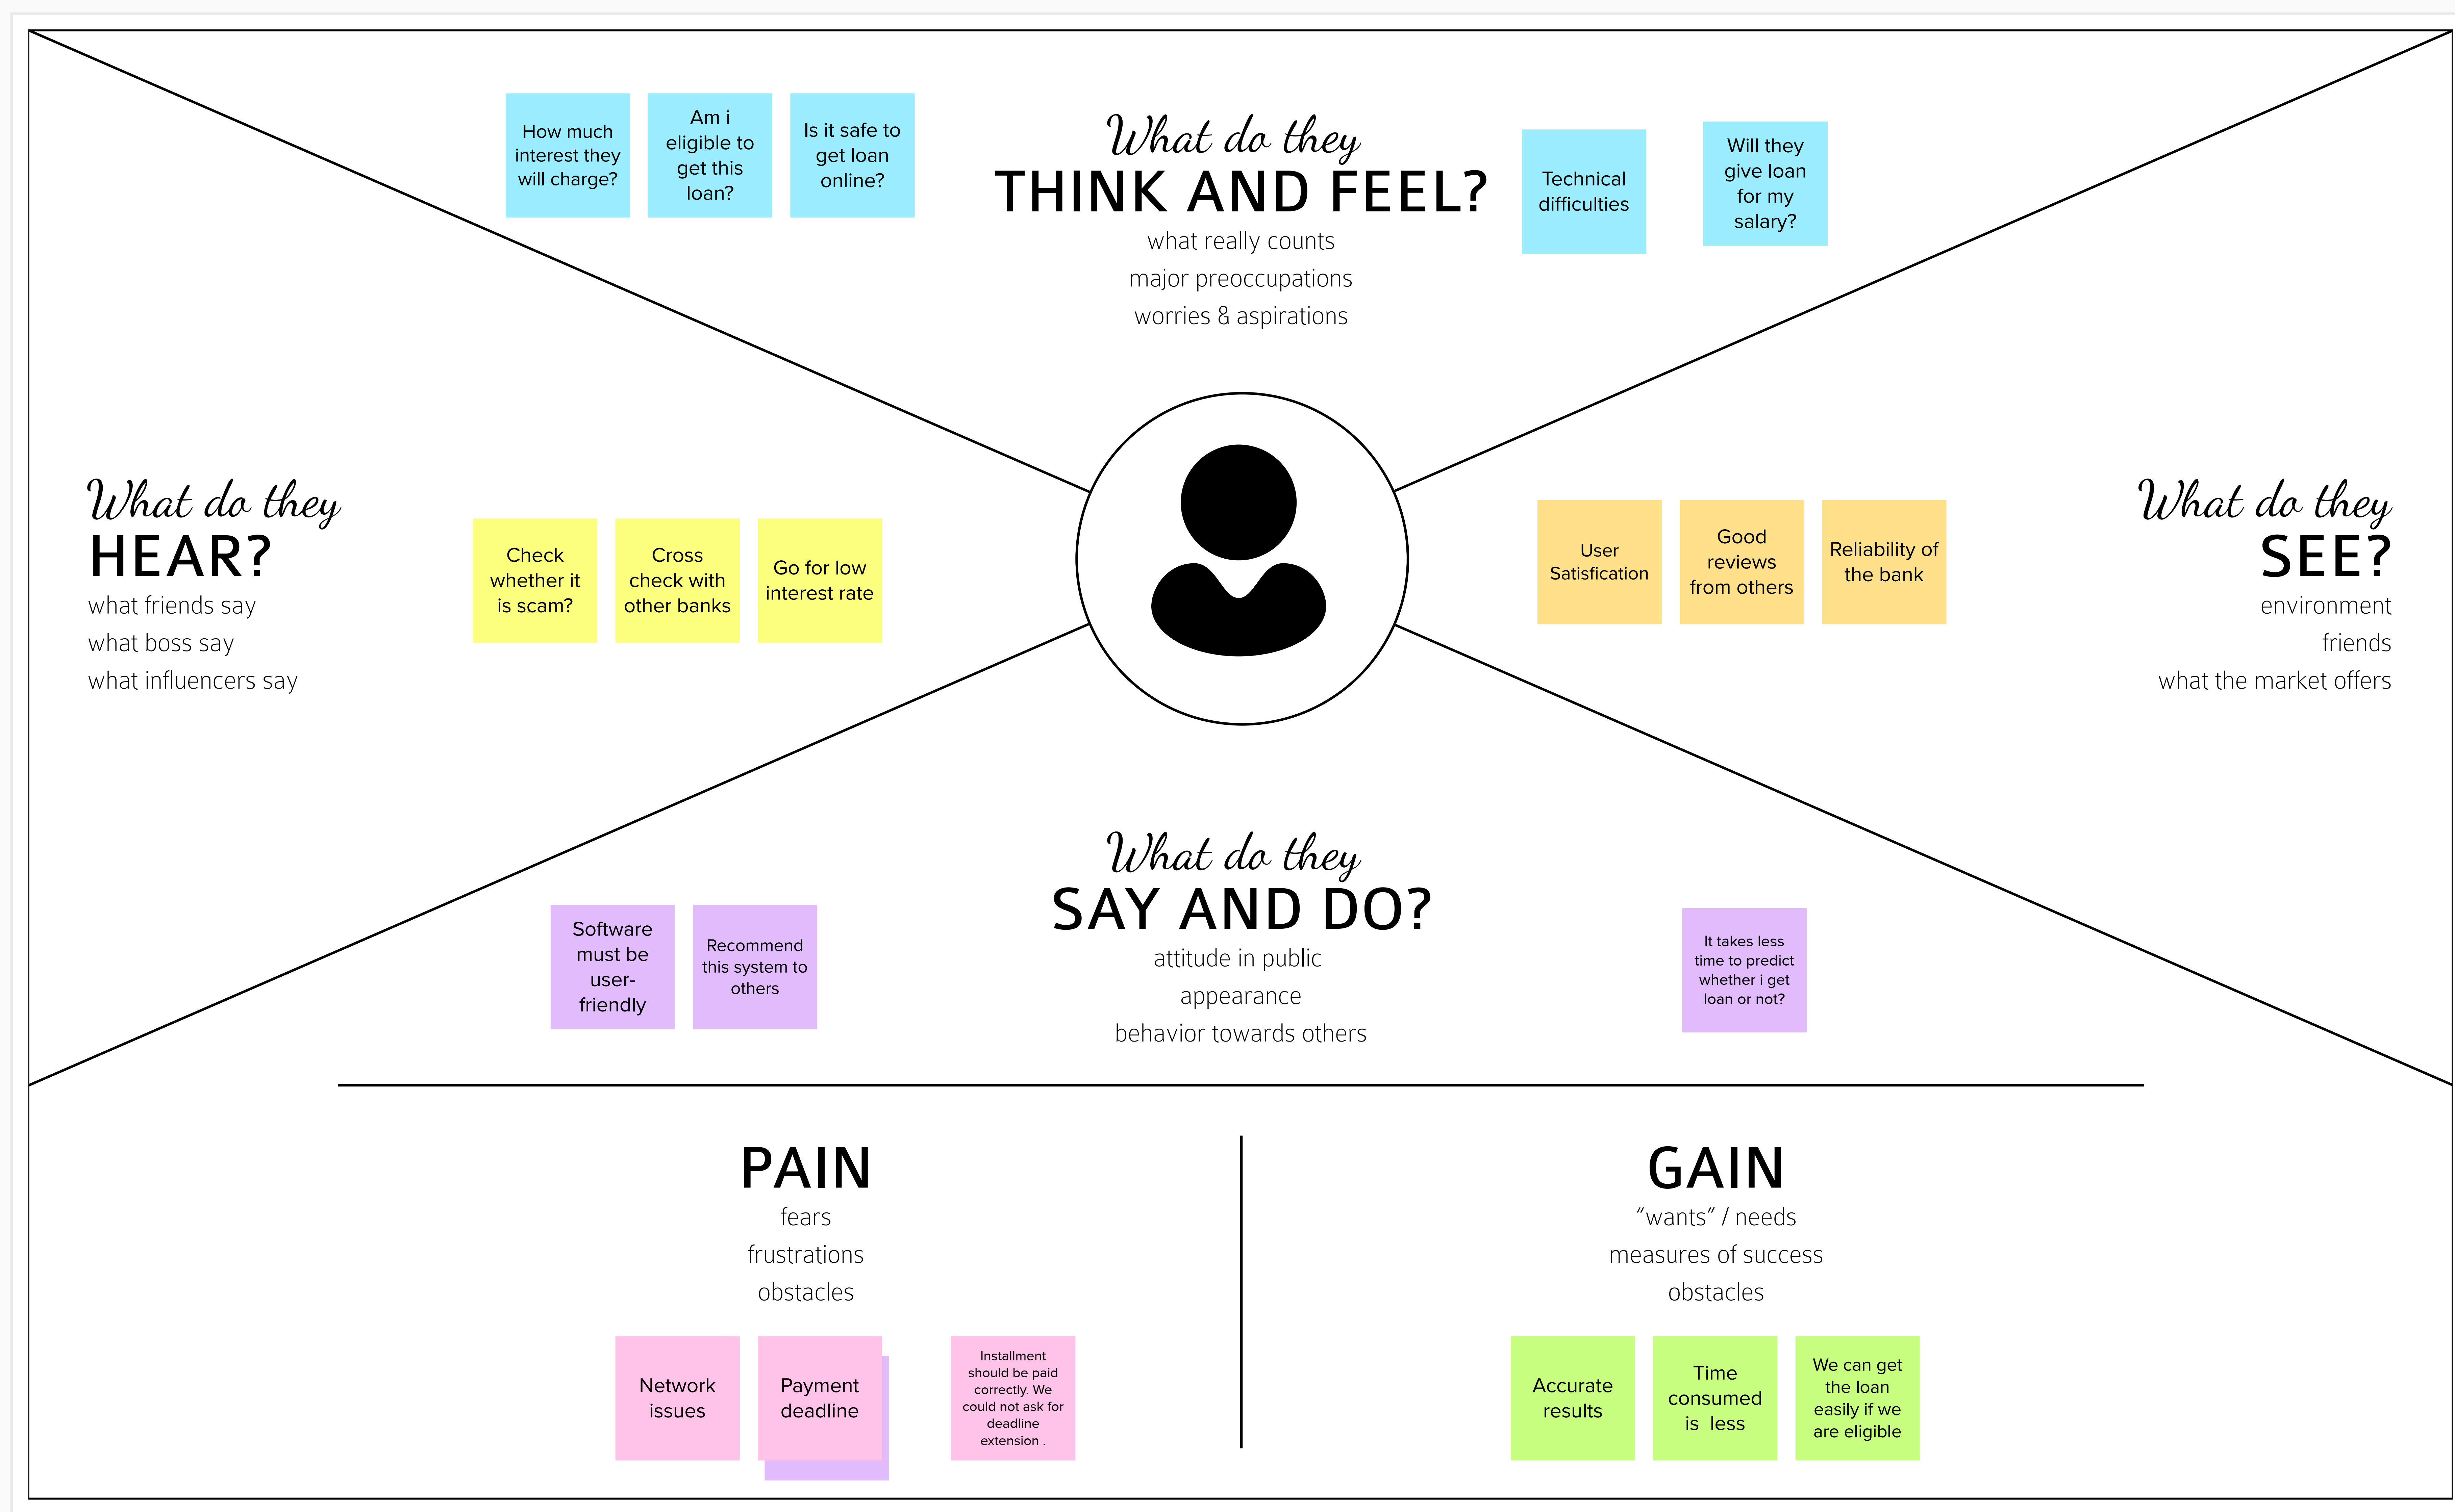 How much
interest they
will charge?
Am i
eligible to
get this
loan?
Is it safe to
get loan
online?
What do they
THINK AND FEEL?
what really counts
major preoccupations
worries & aspirations
Technical
difficulties
Will they
give loan
for my
salary?
What do they
HEAR?
what friends say
what boss say
what influencers say
Check
whether it
is scam?
Cross
check with
other banks
Go for low
interest rate
User
Satisfication
Good
reviews
from others
Reliability of
the bank
What do they
SEE?
environment
friends
what the market offers
Software
must be
user-
friendly
Recommend
this system to
others
What do they
SAY AND DO?
attitude in public
appearance
behavior towards others
It takes less
time to predict
whether i get
loan or not?
PAIN
fears
frustrations
obstacles
Network
issues
Payment
deadline
Installment
should be paid
correctly. We
could not ask for
deadline
extension .
GAIN
“wants” / needs
measures of success
obstacles
Accurate
results
Time
consumed
is  less
We can get
the loan
easily if we
are eligible